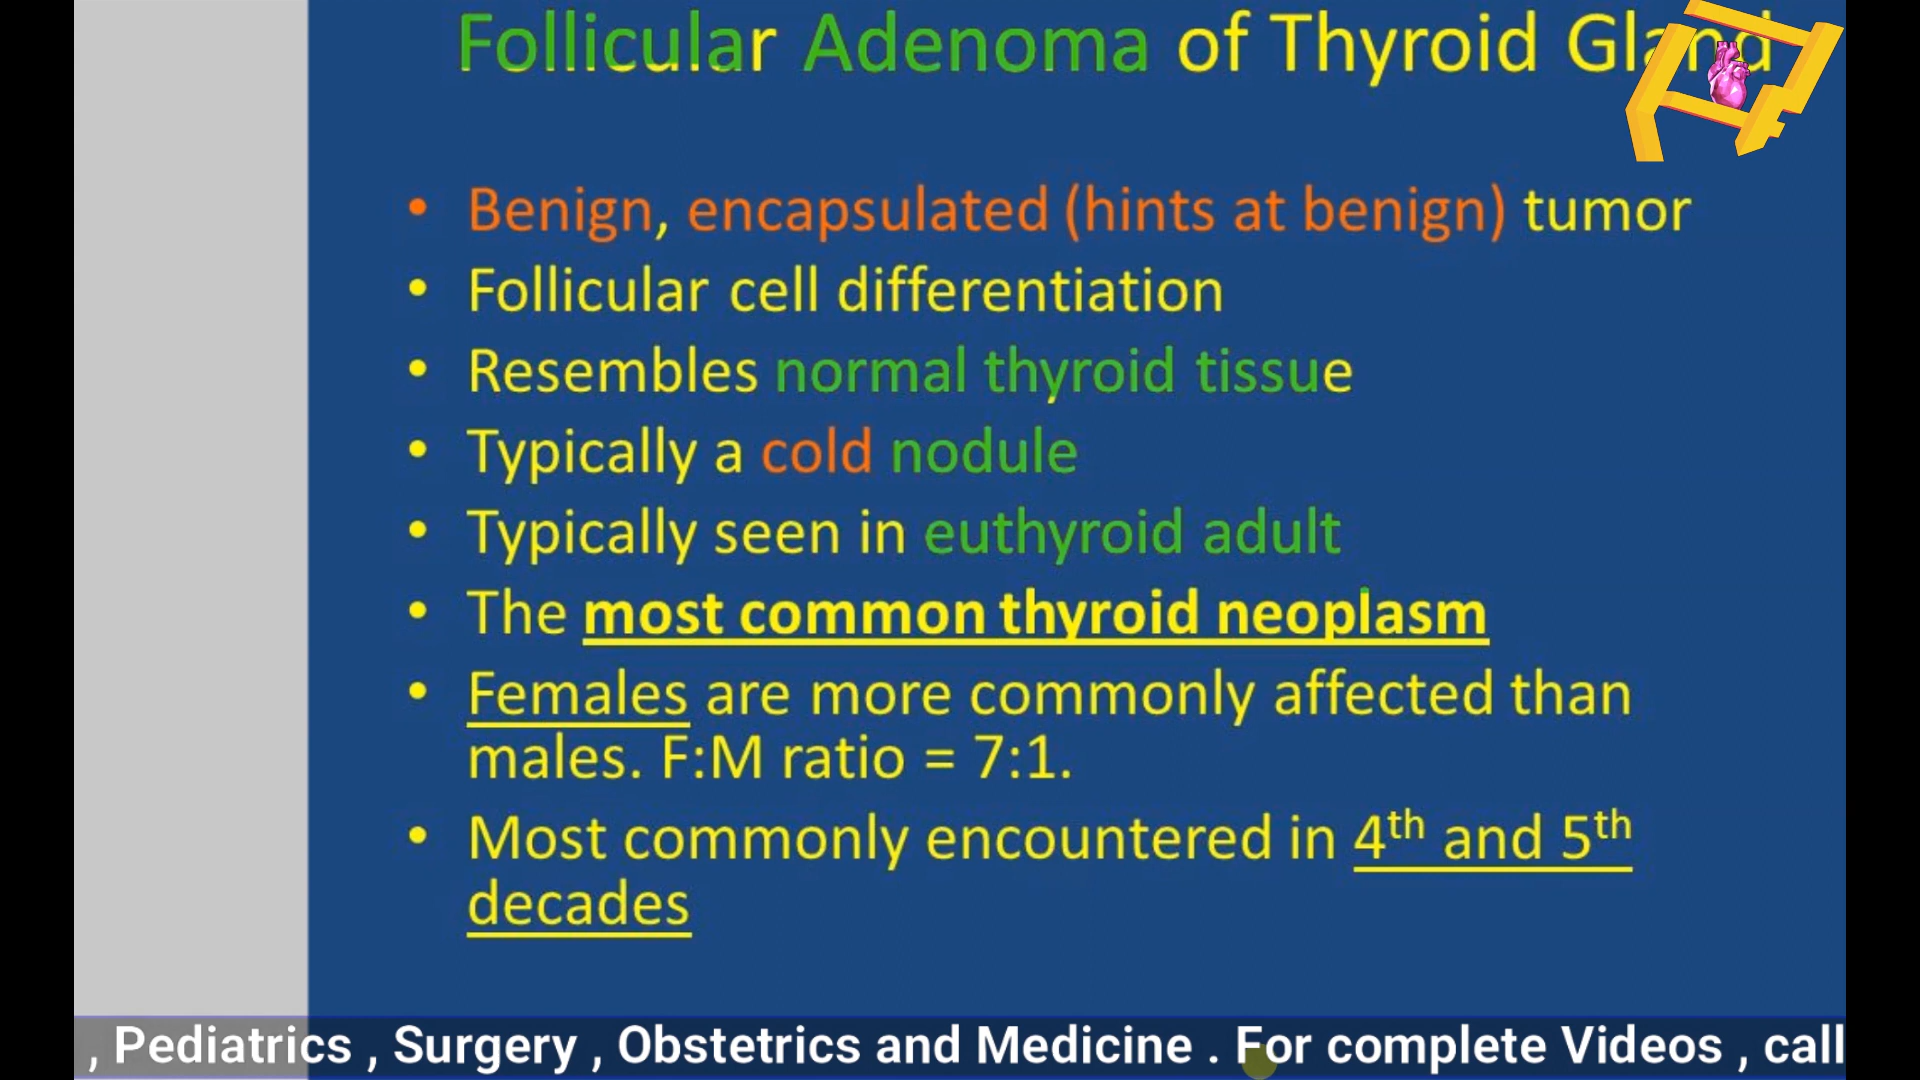 Follicular Adenoma of Thyroid Gland
• Benign, encapsulated (hints at benign) tumor
• Follicular cell differentiation
• Resembles normal thyroid tissue
• Typically a cold nodule
• Typically seen in euthyroid adult
• The most common thyroid neoplasm
• Females are more commonly affected than
males. F:M ratio = 7:1.
• Most commonly encountered in 4th and 5th
decades
, Pediatrics , Surgery , Obstetrics and Medicine . For complete Videos , call